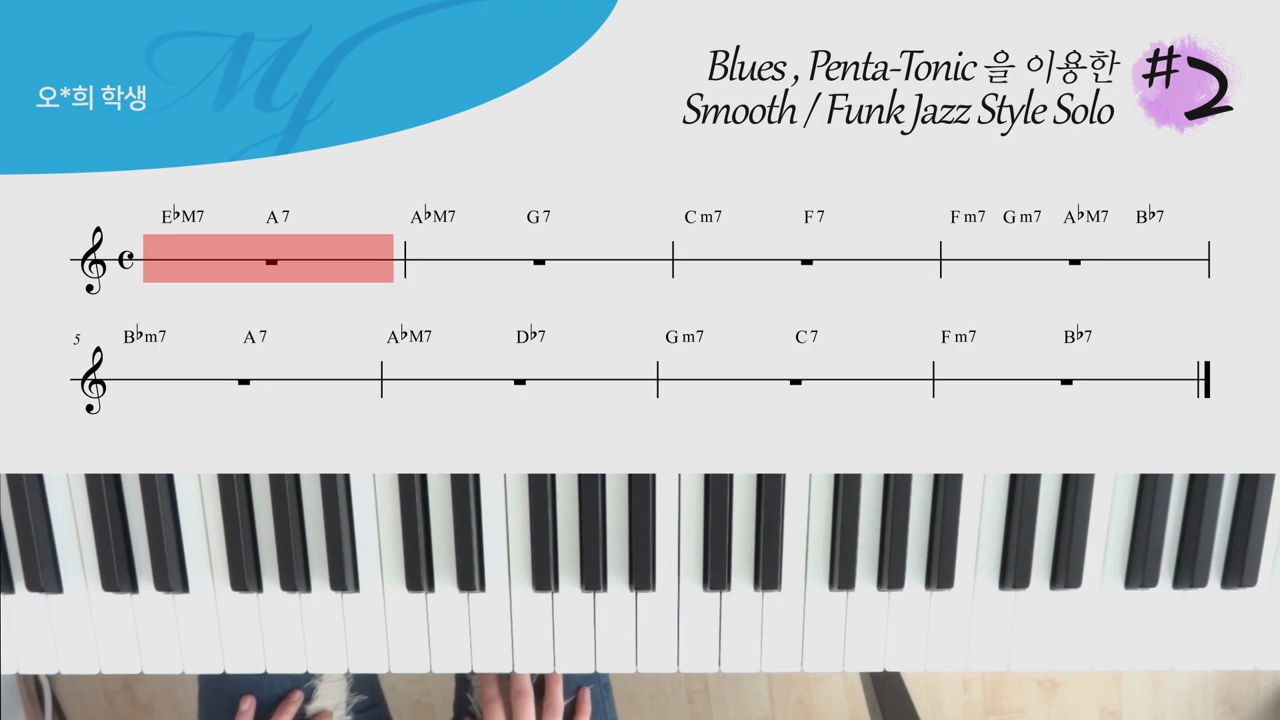 오*희 학생
Mf
Blues , Penta-Tonic 을 이용한
Smooth / Funk Jazz Style Solo
#2
E♭M7 A7 A♭M7 G7 Cm7 F7 Fm7 Gm7 A♭M7 B♭7
5
B♭m7 A7 A♭M7 D♭7 Gm7 C7 Fm7 B♭7